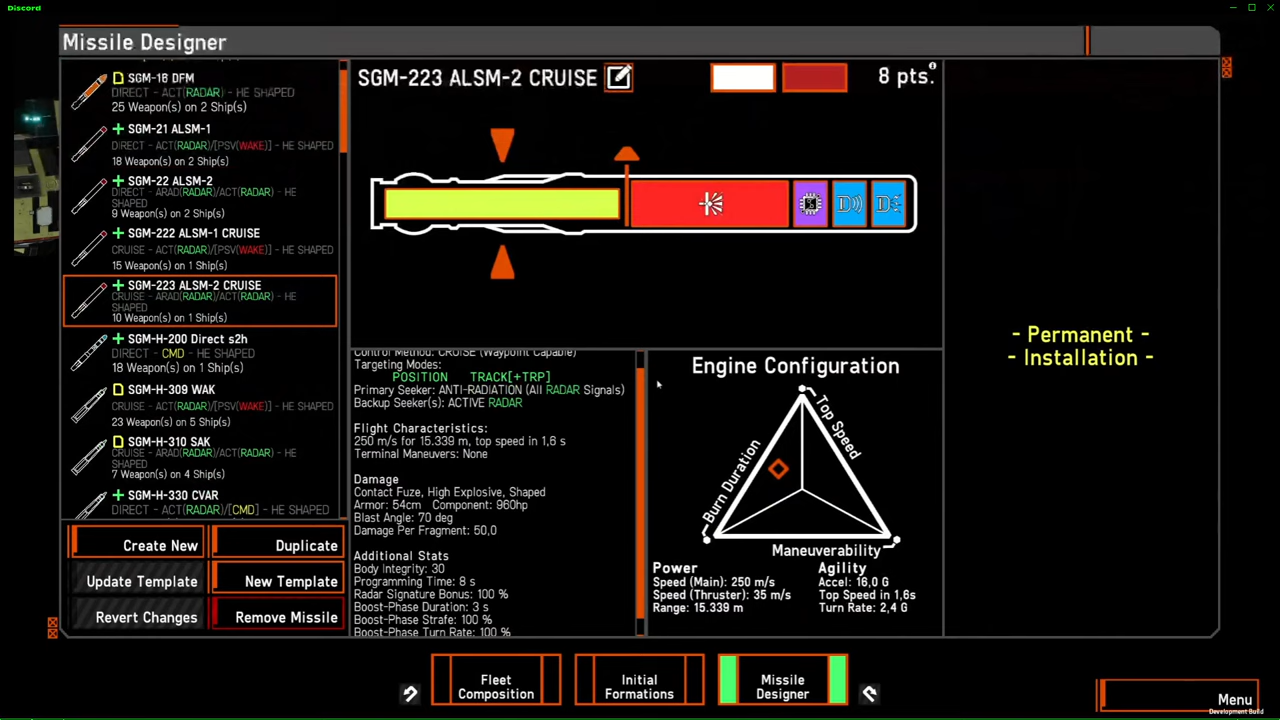 Discord
Missile Designer
SGM-16 DFM
DIRECT - ACT(RADAR) - HE SHAPED
25 Weapon(s) on 2 Ship(s)
SGM-21 ALSM-1
DIRECT - ACT(RADAR)/[PSV(WAKE)] - HE SHAPED
18 Weapon(s) on 2 Ship(s)
SGM-22 ALSM-2
DIRECT - ARAD(RADAR)/ACT(RADAR) - HE
SHAPED
9 Weapon(s) on 2 Ship(s)
SGM-222 ALSM-1 CRUISE
CRUISE - ACT(RADAR)/[PSV(WAKE)] - HE SHAPED
15 Weapon(s) on 1 Ship(s)
SGM-223 ALSM-2 CRUISE
CRUISE - ARAD(RADAR)/ACT(RADAR) - HE
SHAPED
10 Weapon(s) on 1 Ship(s)
SGM-H-200 Direct s2h
DIRECT - CMD - HE SHAPED
18 Weapon(s) on 1 Ship(s)
SGM-H-309 WAK
CRUISE - ACT(RADAR)/[PSV(WAKE)] - HE SHAPED
23 Weapon(s) on 5 Ship(s)
SGM-H-310 SAK
CRUISE - ARAD(RADAR)/ACT(RADAR) - HE
SHAPED
7 Weapon(s) on 4 Ship(s)
SGM-H-330 CVAR
DIRECT - ACT(RADAR)/[CMD] - HE SHAPED
Create New
Duplicate
Update Template
New Template
Revert Changes
Remove Missile
SGM-223 ALSM-2 CRUISE
8 pts.
Control Method: CRUISE (Waypoint Capable)
Targeting Modes:
POSITION TRACK[+TRP]
Primary Seeker: ANTI-RADIATION (All RADAR Signals)
Backup Seeker(s): ACTIVE RADAR
Flight Characteristics:
250 m/s for 15.339 m, top speed in 1,6 s
Terminal Maneuvers: None
Damage
Contact Fuze, High Explosive, Shaped
Armor: 54cm Component: 960hp
Blast Angle: 70 deg
Damage Per Fragment: 50,0
Additional Stats
Body Integrity: 30
Programming Time: 8 s
Radar Signature Bonus: 100 %
Boost-Phase Duration: 3 s
Boost-Phase Strafe: 100 %
Boost-Phase Turn Rate: 100 %
Engine Configuration
Top Speed
Burn Duration
Maneuverability
Power
Speed (Main): 250 m/s
Speed (Thruster): 35 m/s
Range: 15.339 m
Agility
Accel: 16,0 G
Top Speed in 1,6s
Turn Rate: 2,4 G
- Permanent -
- Installation -
Fleet
Composition
Initial
Formations
Missile
Designer
Menu
Development Build